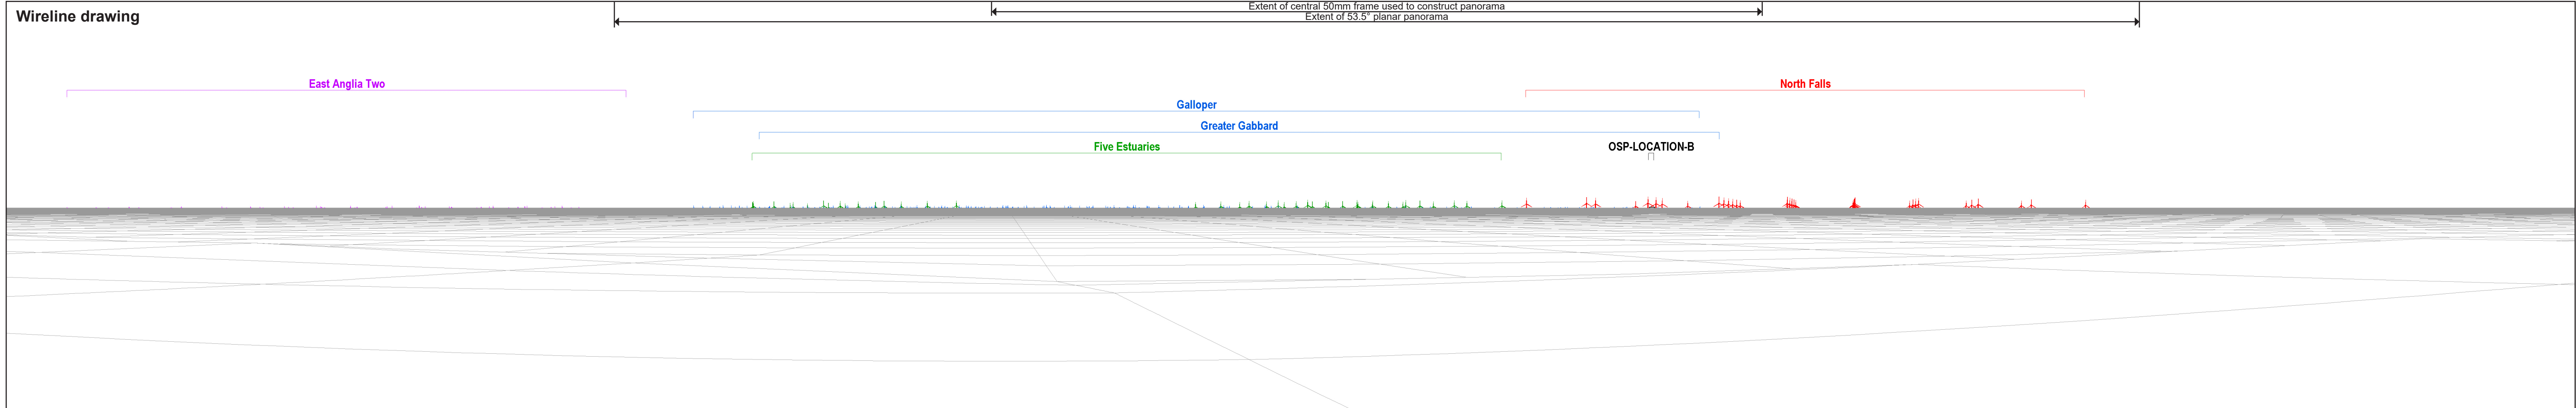 Wireline drawing
Extent of central 50mm frame used to construct panorama
Extent of 53.5° planar panorama
East Anglia Two
North Falls
Galloper
Greater Gabbard
Five Estuaries
OSP-LOCATION-B